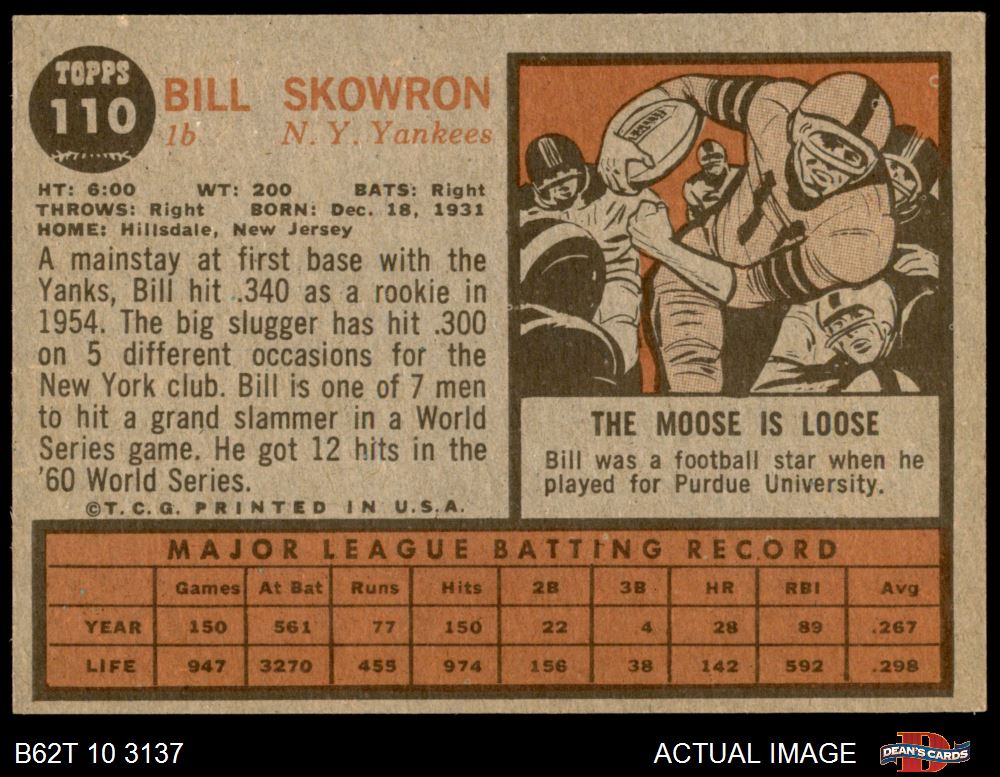 TOPPS
110
BILL SKOWRON
1b N. Y. Yankees
HT: 6:00 WT: 200 BATS: Right
THROWS: Right BORN: Dec. 18, 1931
HOME: Hillsdale, New Jersey
A mainstay at first base with the
Yanks, Bill hit .340 as a rookie in
1954. The big slugger has hit .300
on 5 different occasions for the
New York club. Bill is one of 7 men
to hit a grand slammer in a World
Series game. He got 12 hits in the
'60 World Series.
©T.C.G. PRINTED IN U.S.A.
THE MOOSE IS LOOSE
Bill was a football star when he
played for Purdue University.
MAJOR LEAGUE BATTING RECORD
Games At Bat Runs Hits 2B 3B HR RBI Avg
YEAR 150 561 77 150 22 4 28 89 .267
LIFE 947 3270 455 974 156 38 142 592 .298
B62T 10 3137
ACTUAL IMAGE
DEAN'S CARDS